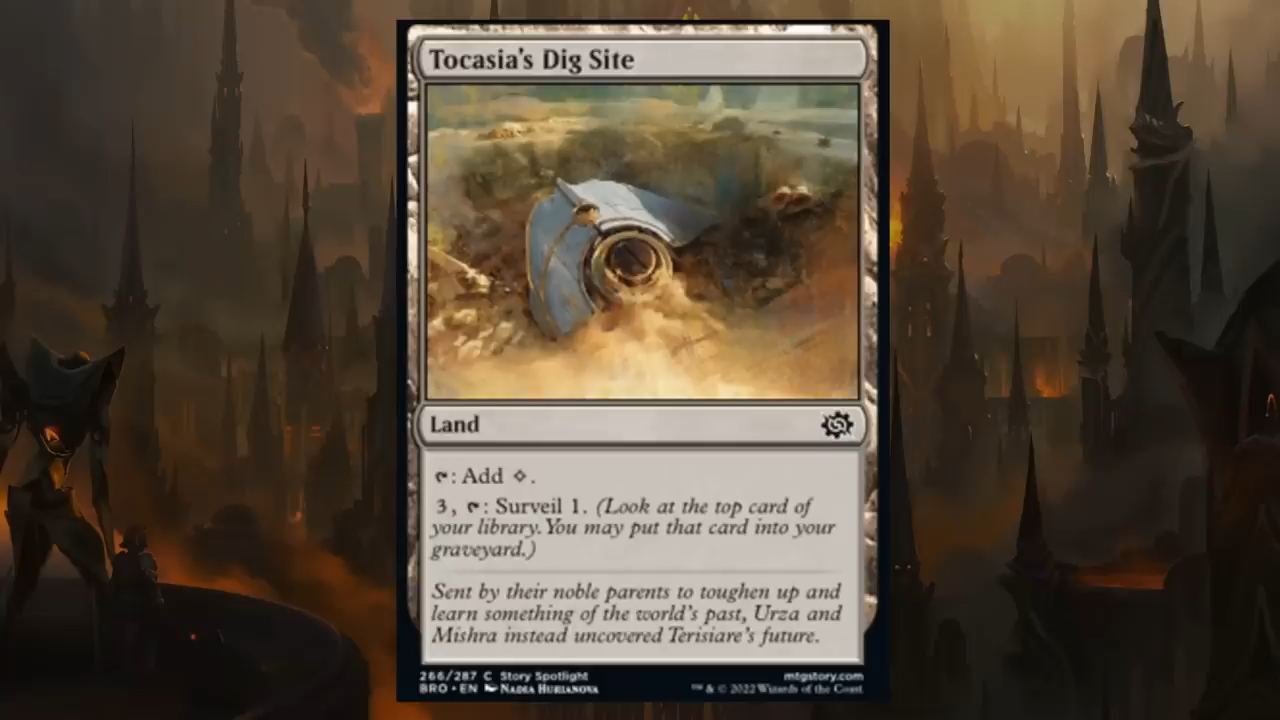 Tocasia's Dig Site
Land
: Add .
3, : Surveil 1. (Look at the top card of
your library. You may put that card into your
graveyard.)
Sent by their noble parents to toughen up and
learn something of the world's past, Urza and
Mishra instead uncovered Terisiare's future.
266/287 C Story Spotlight
mtgstory.com
BRO • EN Nadia Hurianova
™ & © 2022 Wizards of the Coast